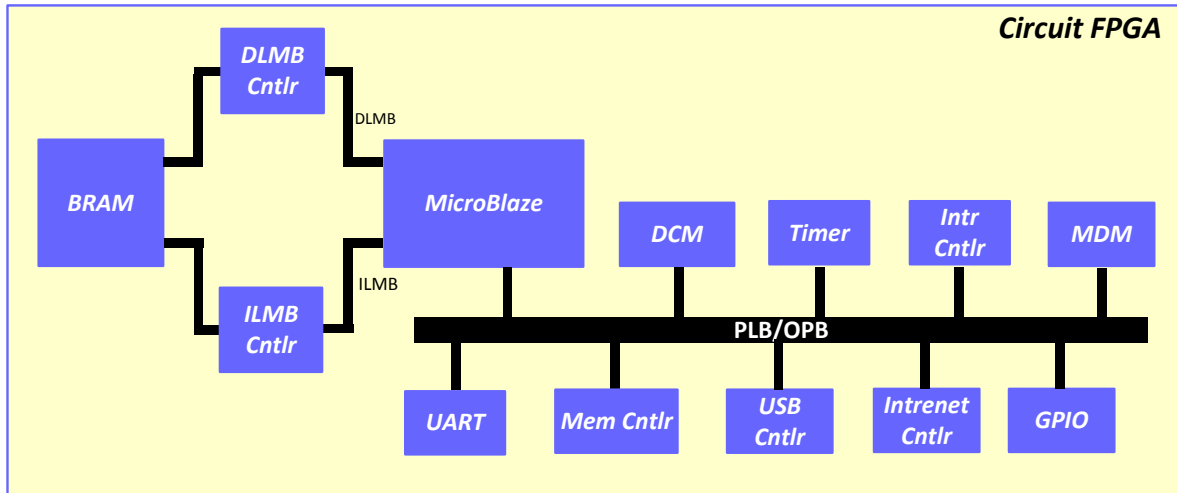 Circuit FPGA
DLMB
Cntlr
DLMB
BRAM
MicroBlaze
ILMB
ILMB
Cntlr
DCM
Timer
Intr
Cntlr
MDM
PLB/OPB
UART
Mem Cntlr
USB
Cntlr
Intrenet
Cntlr
GPIO